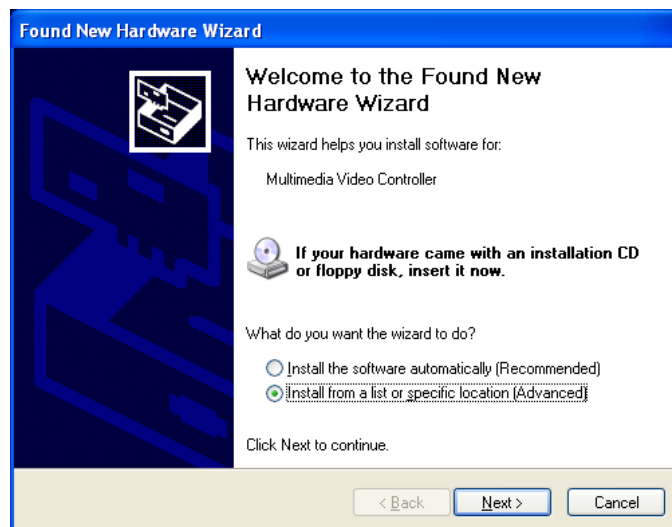 Found New Hardware Wizard
Welcome to the Found New
Hardware Wizard
This wizard helps you install software for:
Multimedia Video Controller
If your hardware came with an installation CD
or floppy disk, insert it now.
What do you want the wizard to do?
Install the software automatically (Recommended)
Install from a list or specific location (Advanced)
Click Next to continue.
< Back
Next >
Cancel